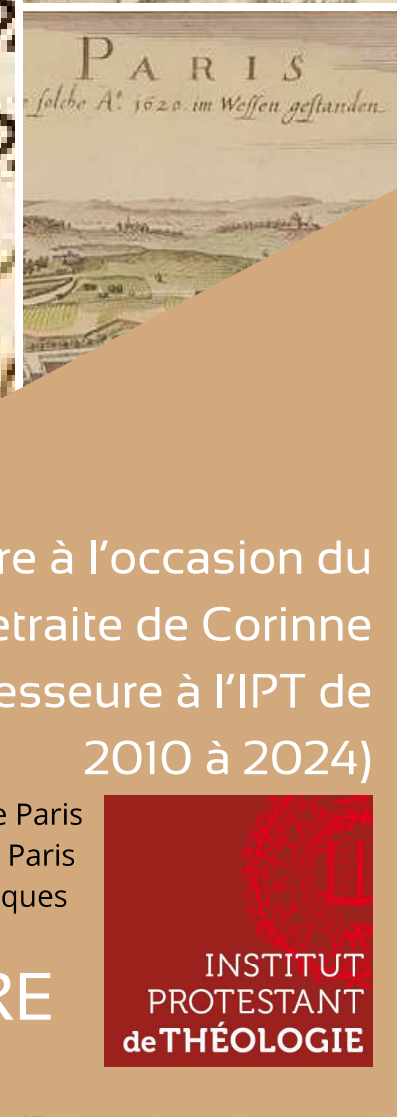 PARIS
solche A.º 1620. im Wesen gestanden.
re à l'occasion du
etraite de Corinne
esseure à l'IPT de
2010 à 2024)
e Paris
Paris
ques
RE
INSTITUT
PROTESTANT
de THÉOLOGIE